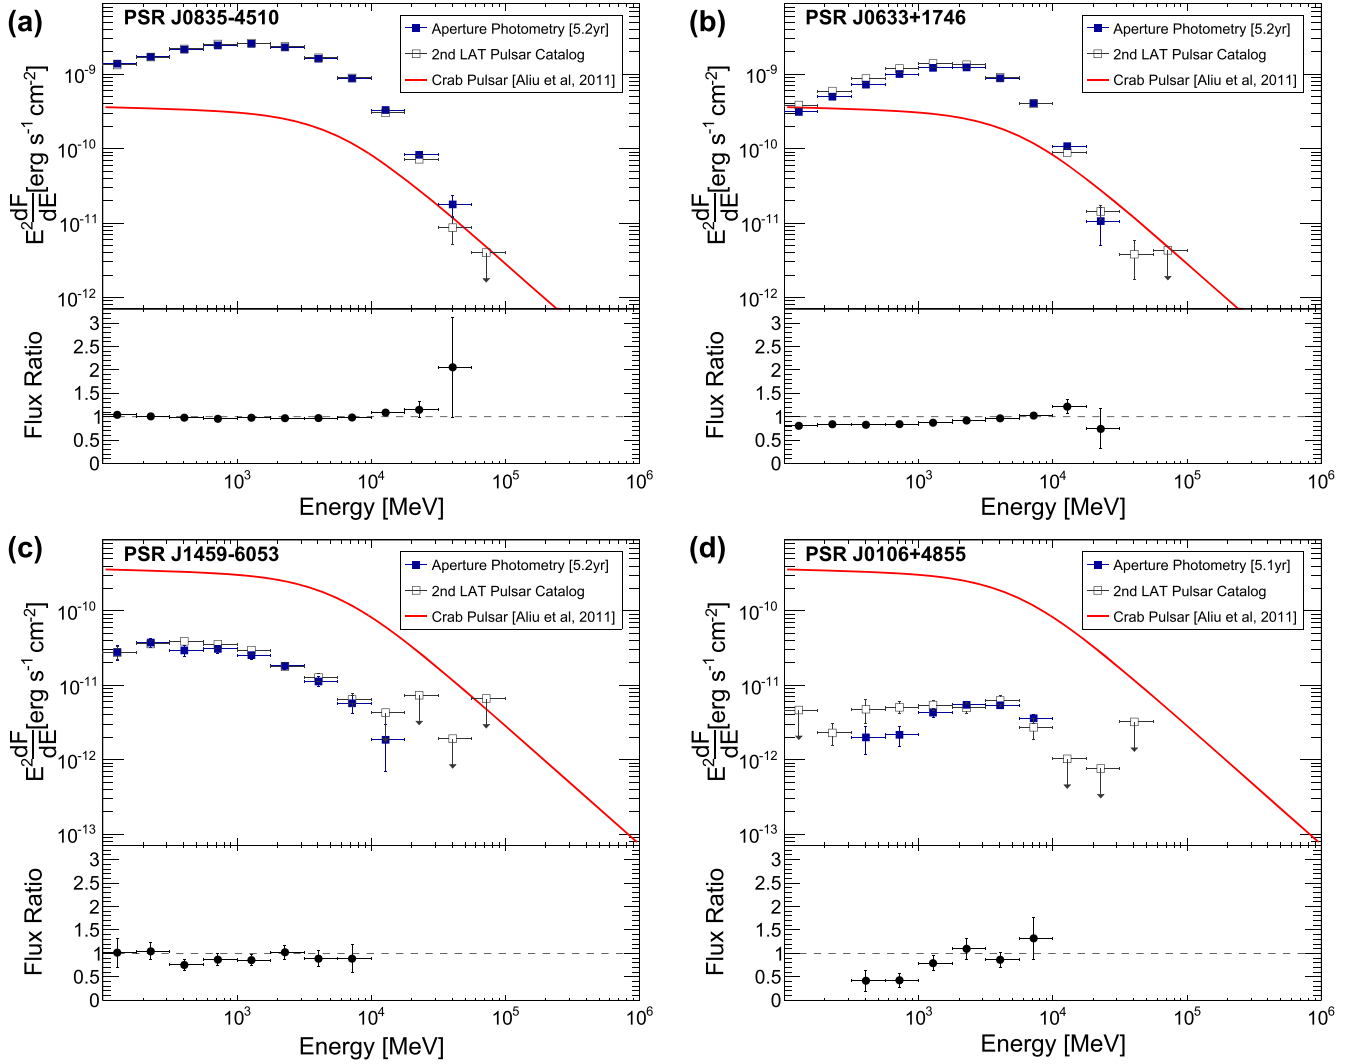 (a)
PSR J0835-4510
Aperture Photometry [5.2yr]
2nd LAT Pulsar Catalog
Crab Pulsar [Aliu et, 2011]
E² dF/dE [erg s⁻¹ cm⁻²]
10⁻⁹
10⁻¹⁰
10⁻¹¹
10⁻¹²
Flux Ratio
3
2.5
2
1.5
1
0.5
0
10³ 10⁴ 10⁵ 10⁶
Energy [MeV]
(b)
PSR J0633+1746
Aperture Photometry [5.2yr]
2nd LAT Pulsar Catalog
Crab Pulsar [Aliu et al, 2011]
E² dF/dE [erg s⁻¹ cm⁻²]
10⁻⁹
10⁻¹⁰
10⁻¹¹
10⁻¹²
Flux Ratio
3
2.5
2
1.5
1
0.5
0
10³ 10⁴ 10⁵ 10⁶
Energy [MeV]
(c)
PSR J1459-6053
Aperture Photometry [5.2yr]
2nd LAT Pulsar Catalog
Crab Pulsar [Aliu et al, 2011]
E² dF/dE [erg s⁻¹ cm⁻²]
10⁻¹⁰
10⁻¹¹
10⁻¹²
10⁻¹³
Flux Ratio
3
2.5
2
1.5
1
0.5
0
10³ 10⁴ 10⁵ 10⁶
Energy [MeV]
(d)
PSR J0106+4855
Aperture Photometry [5.1yr]
2nd LAT Pulsar Catalog
Crab Pulsar [Aliu et al, 2011]
E² dF/dE [erg s⁻¹ cm⁻²]
10⁻¹⁰
10⁻¹¹
10⁻¹²
10⁻¹³
Flux Ratio
3
2.5
2
1.5
1
0.5
0
10³ 10⁴ 10⁵ 10⁶
Energy [MeV]